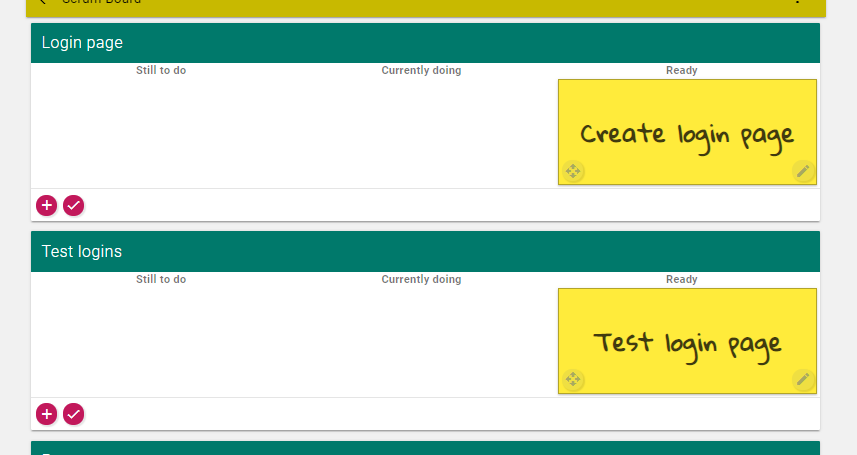 Scrum Board
Login page
Still to do Currently doing Ready
Create login page
Test logins
Still to do Currently doing Ready
Test login page